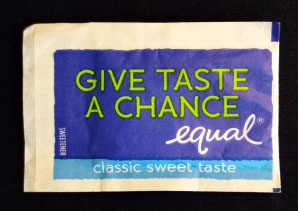 GIVE TASTE
A CHANCE
equal®
SWEETENER
classic sweet taste